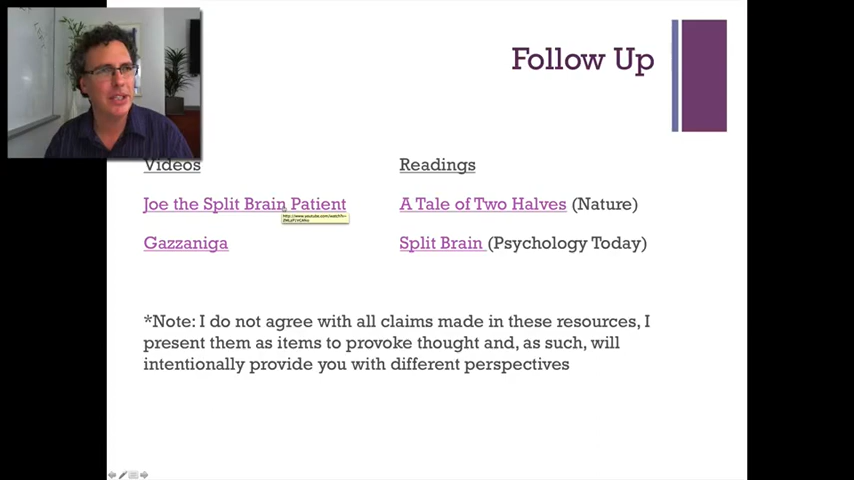 Follow Up
Videos
Readings
Joe the Split Brain Patient
A Tale of Two Halves (Nature)
Gazzaniga
Split Brain (Psychology Today)
*Note: I do not agree with all claims made in these resources, I
present them as items to provoke thought and, as such, will
intentionally provide you with different perspectives